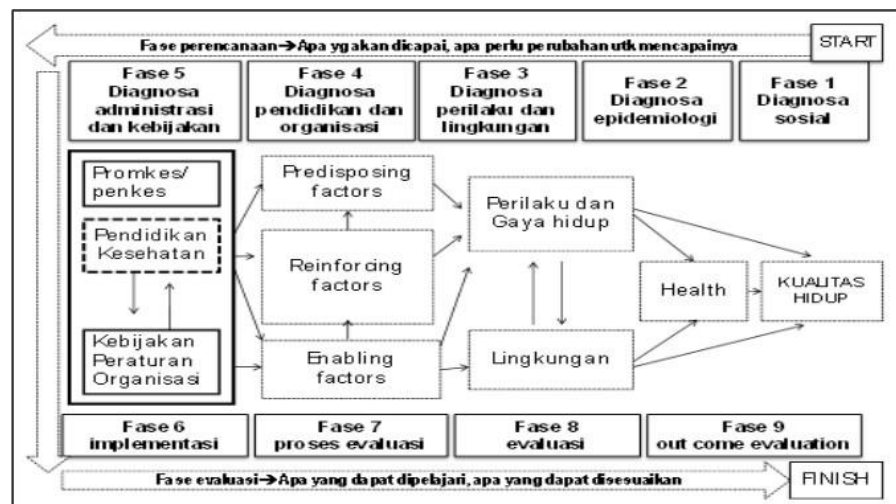 Fase perencanaan→Apa yg akan dicapai, apa perlu perubahan utk mencapainya
START
Fase 5
Diagnosa
administrasi
dan kebijakan
Fase 4
Diagnosa
pendidikan dan
organisasi
Fase 3
Diagnosa
perilaku dan
lingkungan
Fase 2
Diagnosa
epidemiologi
Fase 1
Diagnosa
sosial
Promkes/
penkes
Pendidikan
Kesehatan
Kebijakan
Peraturan
Organisasi
Predisposing
factors
Reinforcing
factors
Enabling
factors
Perilaku dan
Gaya hidup
Lingkungan
Health
KUALITAS
HIDUP
Fase 6
implementasi
Fase 7
proses evaluasi
Fase 8
evaluasi
Fase 9
out come evaluation
Fase evaluasi→Apa yang dapat dipelajari, apa yang dapat disesuaikan
FINISH